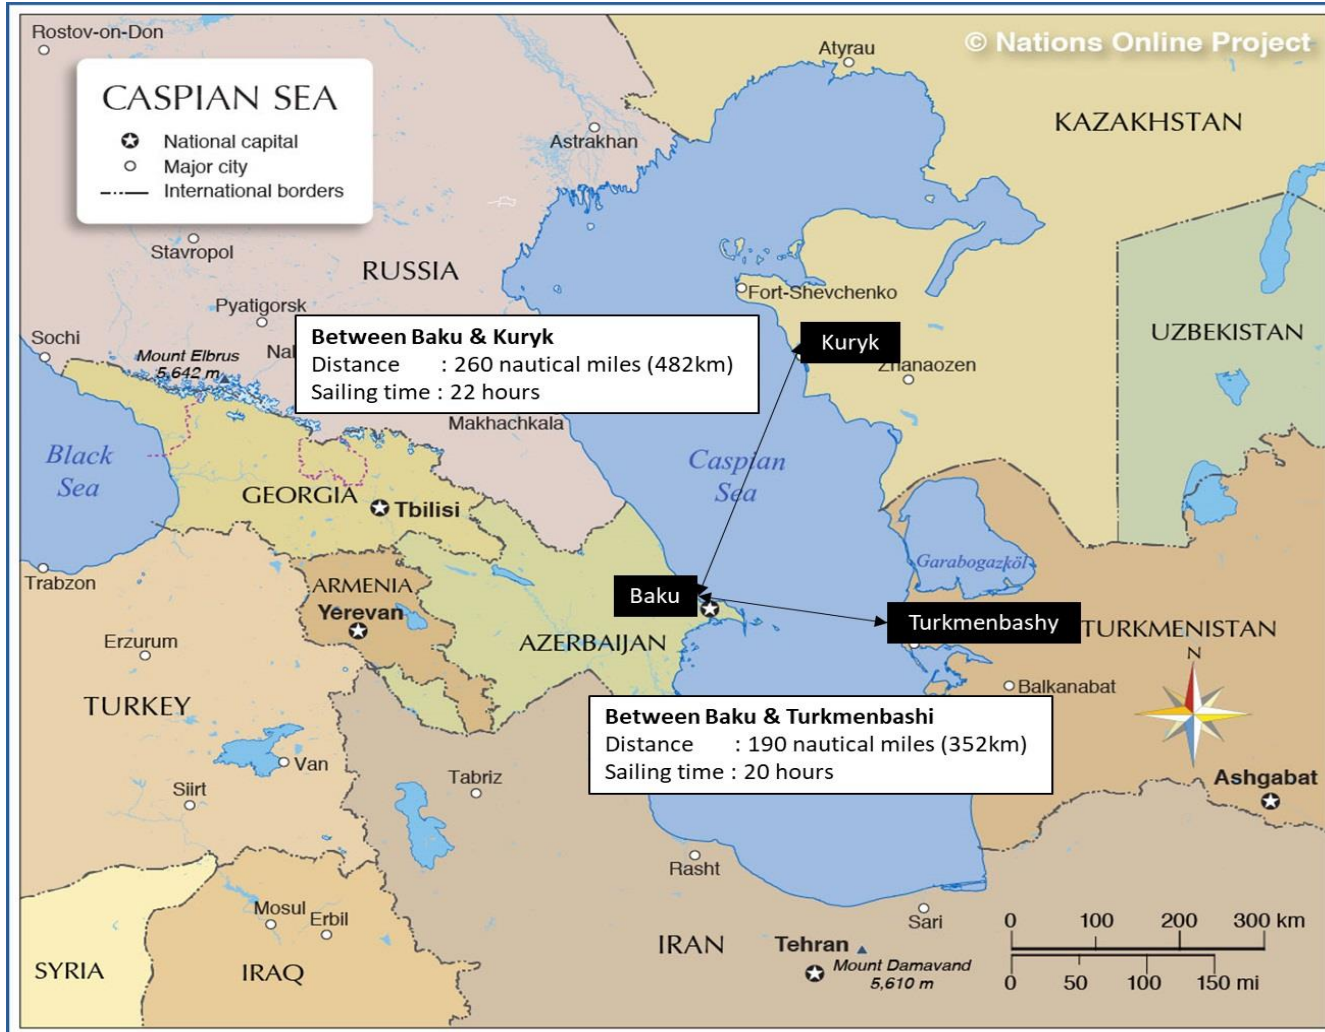 Rostov-on-Don
Atyrau
© Nations Online Project
CASPIAN SEA
National capital
Major city
International borders
Astrakhan
KAZAKHSTAN
Stavropol
RUSSIA
Fort-Shevchenko
Pyatigorsk
Sochi
Mount Elbrus
5,642 m
Nal
Between Baku & Kuryk
Distance : 260 nautical miles (482km)
Sailing time : 22 hours
Kuryk
UZBEKISTAN
Zhanaozen
Makhachkala
Black
Sea
Caspian
Sea
GEORGIA
Tbilisi
Garabogazköl
Trabzon
ARMENIA
Yerevan
Baku
Turkmenbashy
TURKMENISTAN
Erzurum
AZERBAIJAN
N
Balkanabat
TURKEY
Between Baku & Turkmenbashi
Distance : 190 nautical miles (352km)
Sailing time : 20 hours
Van
Siirt
Tabriz
Ashgabat
Rasht
Sari
Mosul
Erbil
0 100 200 300 km
0 50 100 150 mi
IRAN
Tehran
Mount Damavand
5,610 m
SYRIA
IRAQ